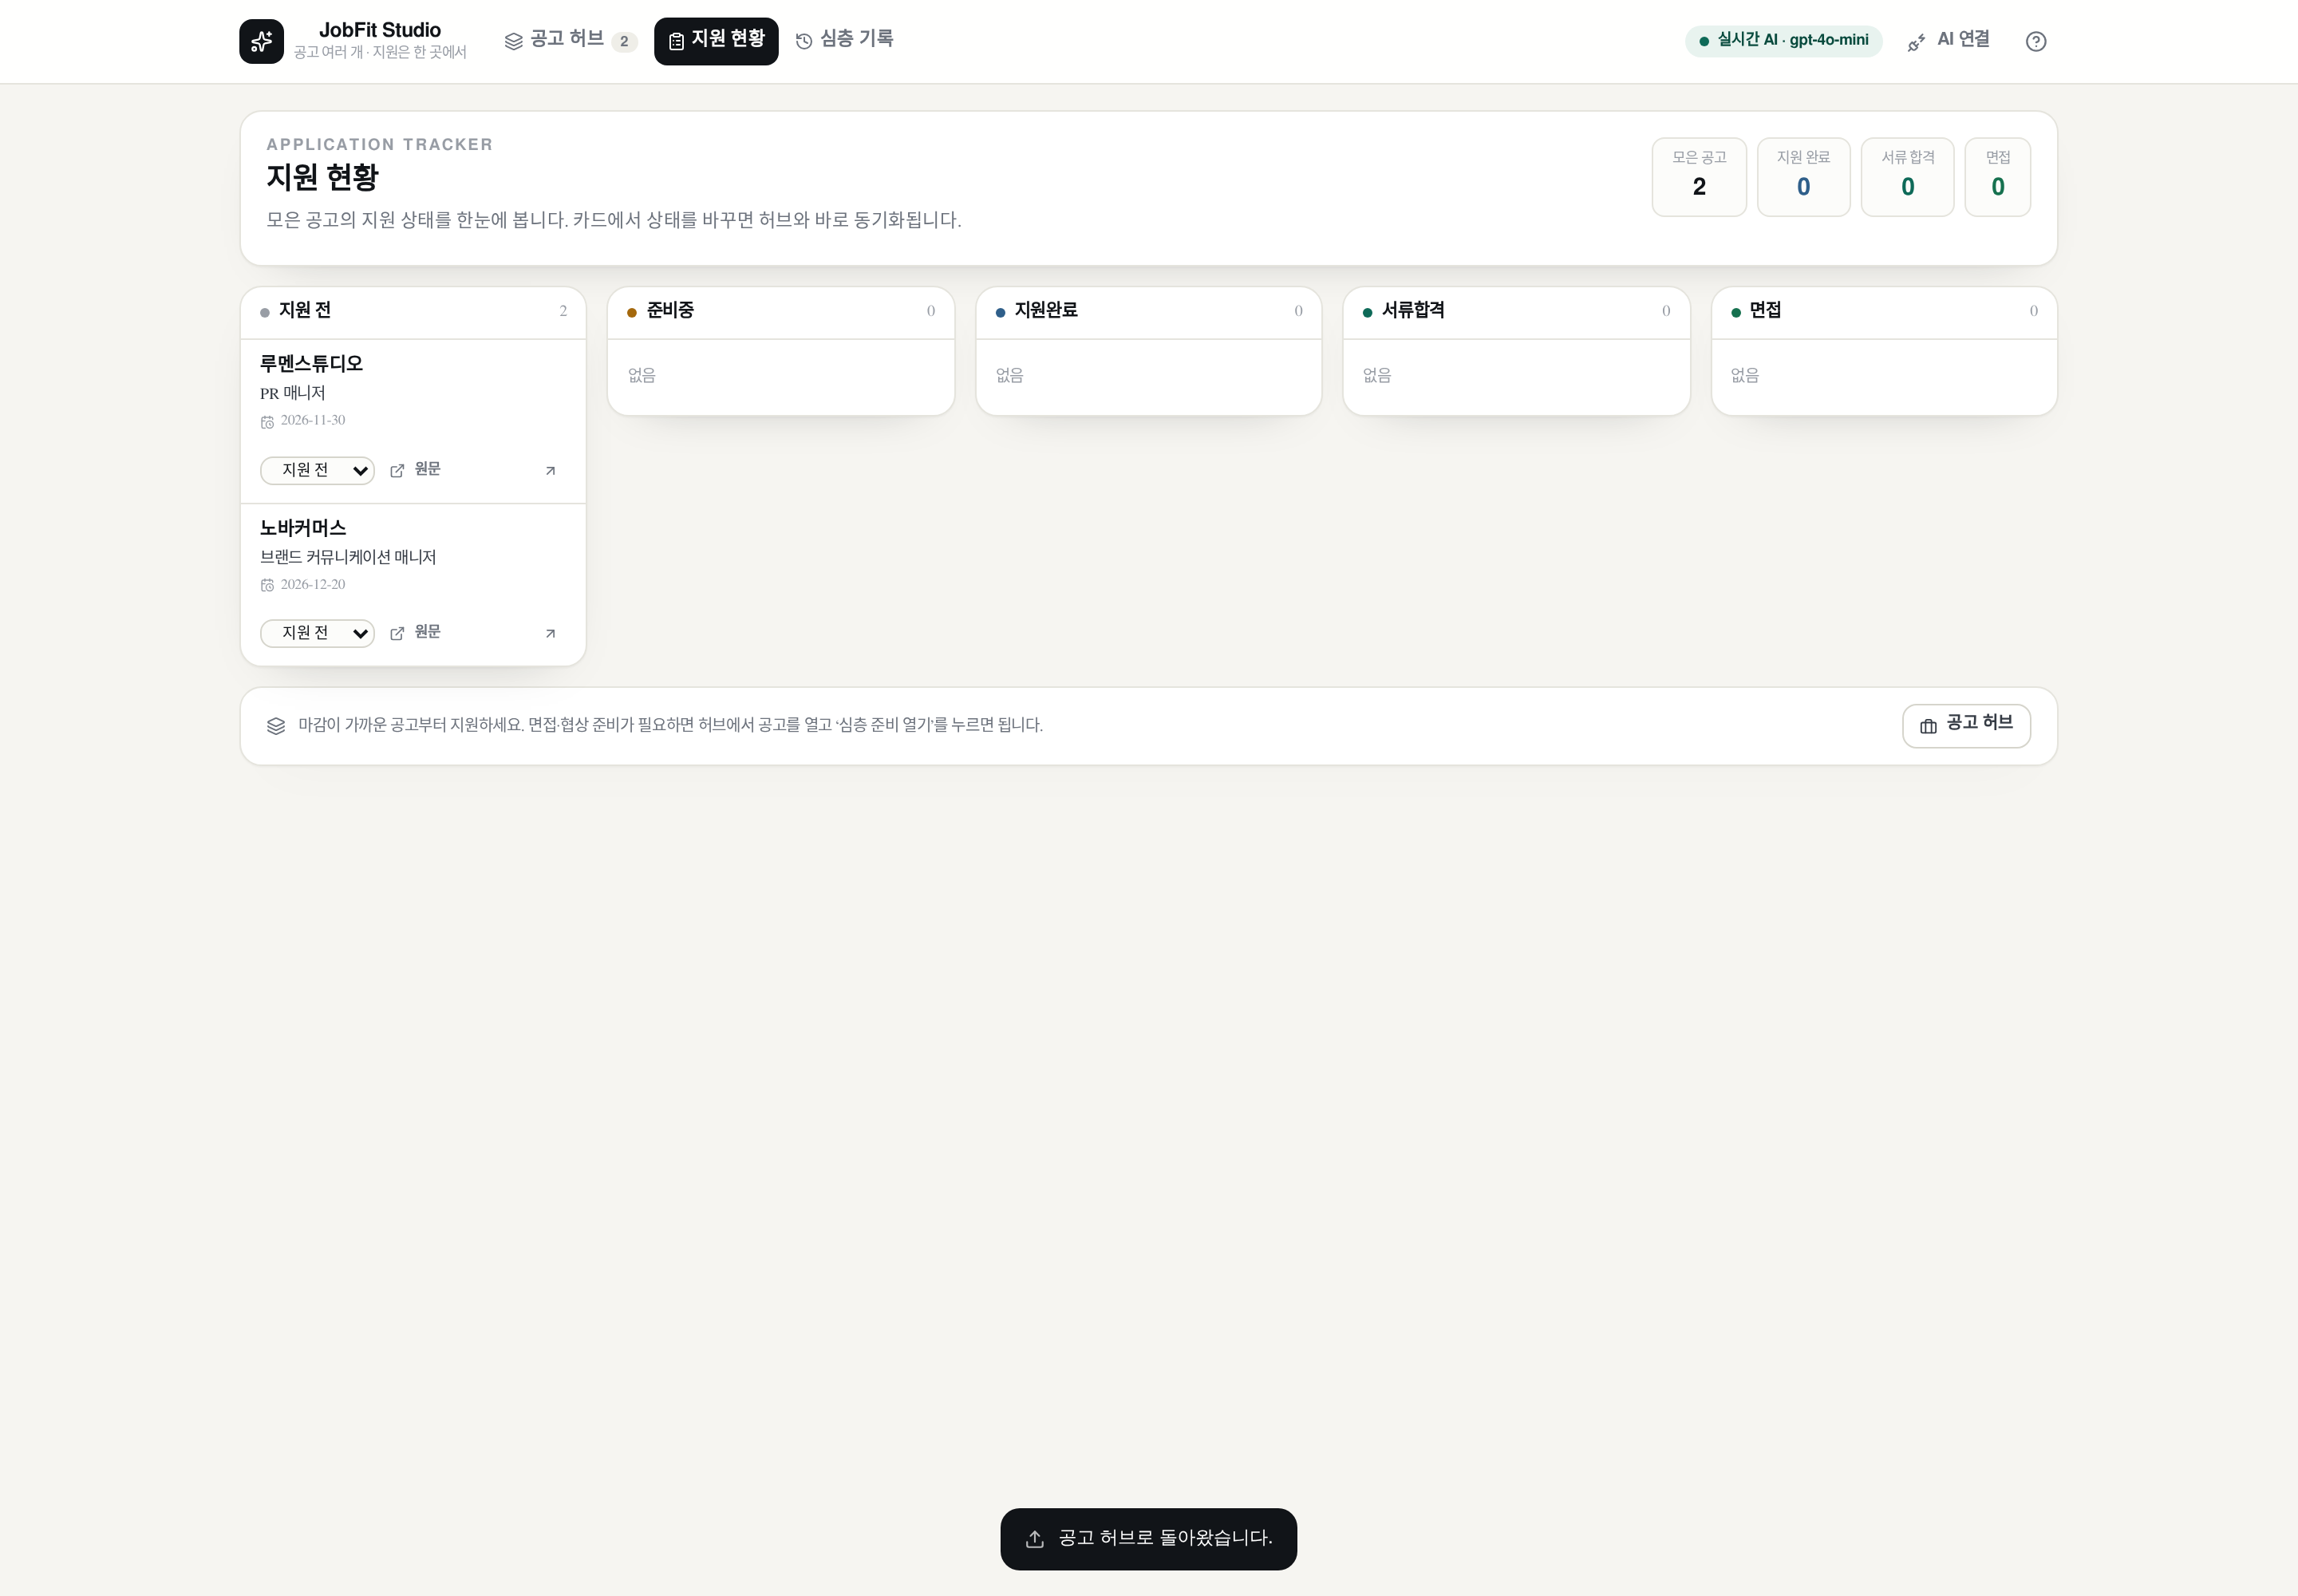 JobFit Studio
공고 여러 개 · 지원은 한 곳에서
공고 허브 2
지원 현황
심층 기록
실시간 AI · gpt-4o-mini
AI 연결
APPLICATION TRACKER
지원 현황
모은 공고의 지원 상태를 한눈에 봅니다. 카드에서 상태를 바꾸면 허브와 바로 동기화됩니다.
모은 공고
2
지원 완료
0
서류 합격
0
면접
0
지원 전 2
루멘스튜디오
PR 매니저
2026-11-30
지원 전 원문
노바커머스
브랜드 커뮤니케이션 매니저
2026-12-20
지원 전 원문
준비중 0
없음
지원완료 0
없음
서류합격 0
없음
면접 0
없음
마감이 가까운 공고부터 지원하세요. 면접·협상 준비가 필요하면 허브에서 공고를 열고 ‘심층 준비 열기’를 누르면 됩니다.
공고 허브
공고 허브로 돌아왔습니다.